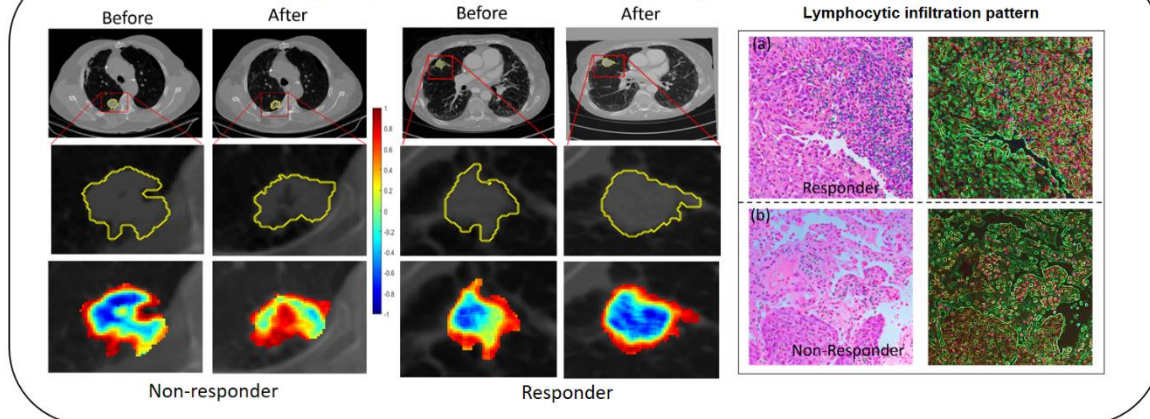 Before After
Before After
Lymphocytic infiltration pattern
(a)
Responder
(b)
Non-Responder
1
0.8
0.6
0.4
0.2
0
-0.2
-0.4
-0.6
-0.8
-1
Non-responder
Responder